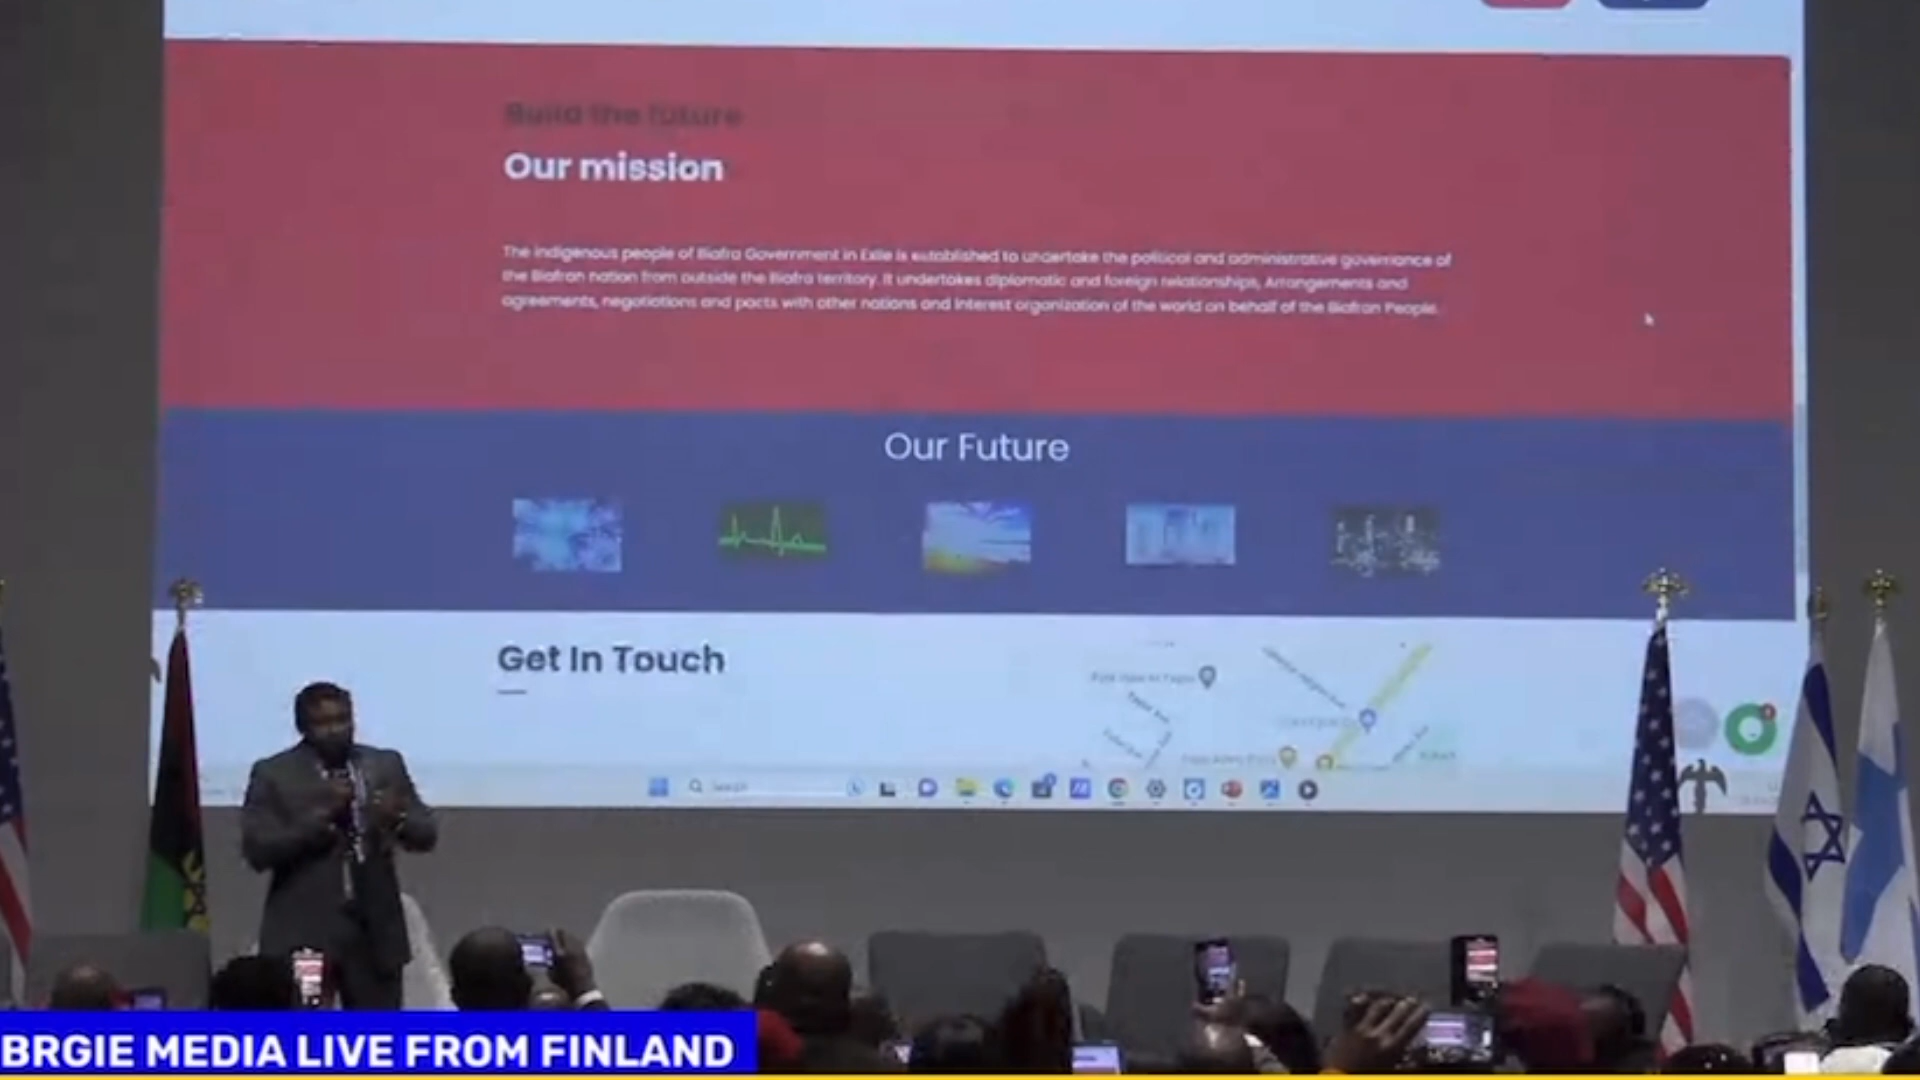 Build the future
Our mission
The indigenous people of Biafra Government in Exile is established to undertake the political and administrative governance of
the Biafran nation from outside the Biafra territory. It undertakes diplomatic and foreign relationships, Arrangements and
agreements, negotiations and pacts with other nations and interest organization of the world on behalf of the Biafran People.
Our Future
Get In Touch
Search
BRGIE MEDIA LIVE FROM FINLAND